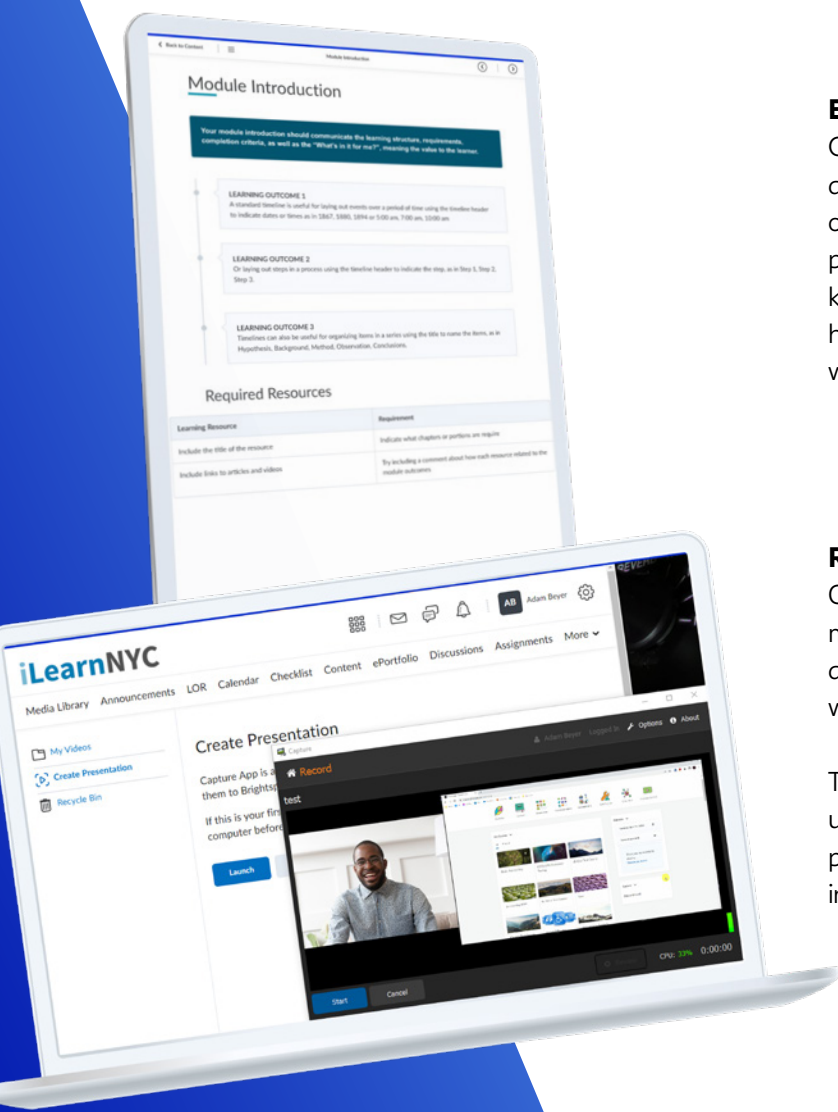 Back to Content
Module Introduction
Module Introduction
Your module introduction should communicate the learning structure, requirements,
completion criteria, as well as the "What's in it for me?", meaning the value to the learner.
LEARNING OUTCOME 1
A standard timeline is useful for laying out events over a period of time using the timeline header
to indicate dates or times as in 1867, 1880, 1894 or 5:00 am, 7:00 am, 10:00 am
LEARNING OUTCOME 2
Or laying out steps in a process using the timeline header to indicate the step, as in Step 1, Step 2,
Step 3.
LEARNING OUTCOME 3
Timelines can also be useful for organizing items in a series using the title to name the items, as in
Hypothesis, Background, Method, Observation, Conclusions.
Required Resources
Learning Resource Requirement
Include the title of the resource Indicate what chapters or portions are require
Include links to articles and videos Try including a comment about how each resource related to the
module outcomes
iLearnNYC
AB Adam Beyer
Media Library Announcements LOR Calendar Checklist Content ePortfolio Discussions Assignments More
My Videos
Create Presentation
Recycle Bin
Create Presentation
Capture App is a
them to Brightsp
If this is your firs
computer before
Launch
Capture
Record
Adam Beyer Logged In Options About
test
Start Cancel
CPU: 33% 0:00:00